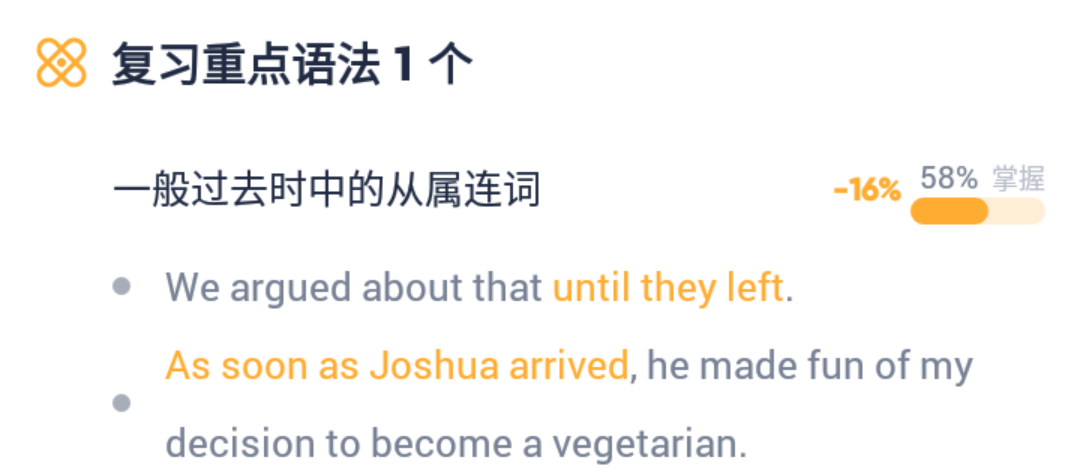 复习重点语法 1 个
一般过去时中的从属连词
-16% 58% 掌握
We argued about that until they left.
As soon as Joshua arrived, he made fun of my
decision to become a vegetarian.